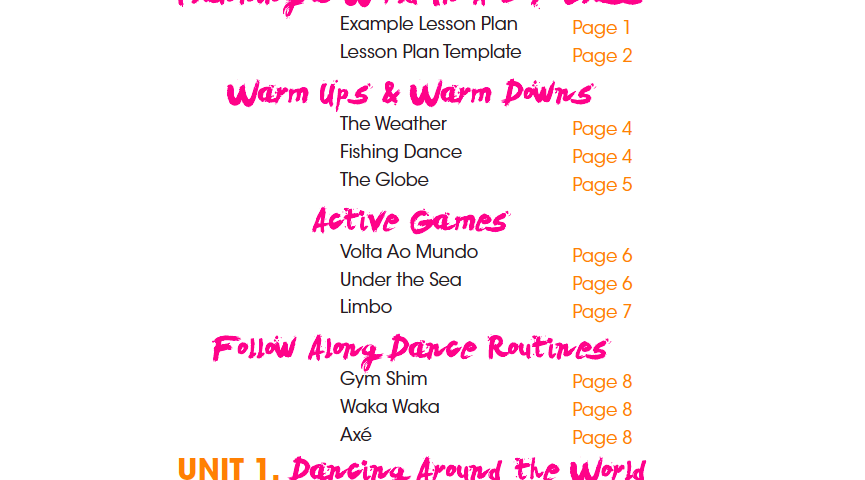 Example Lesson Plan Page 1
Lesson Plan Template Page 2
Warm Ups & Warm Downs
The Weather Page 4
Fishing Dance Page 4
The Globe Page 5
Active Games
Volta Ao Mundo Page 6
Under the Sea Page 6
Limbo Page 7
Follow Along Dance Routines
Gym Shim Page 8
Waka Waka Page 8
Axé Page 8
UNIT 1. Dancing Around the World